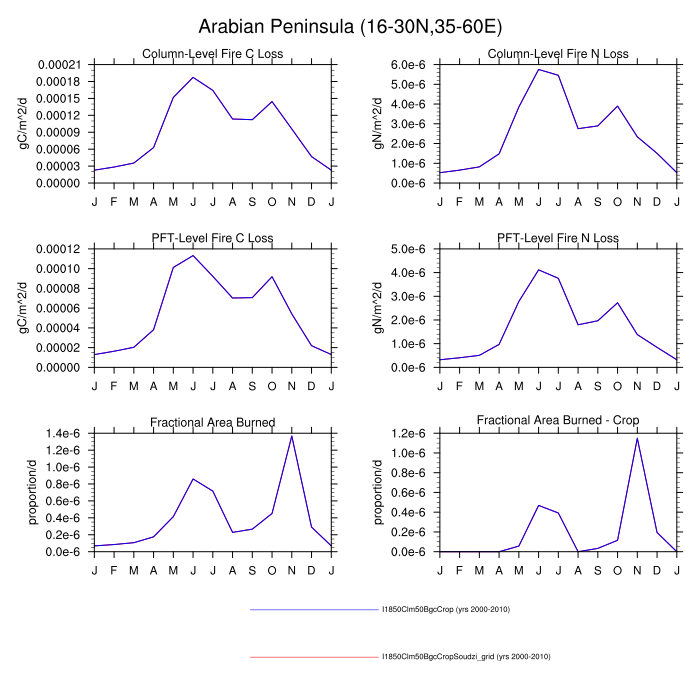 Arabian Peninsula (16-30N,35-60E)
Column-Level Fire C Loss
gC/m^2/d
0.00021
0.00018
0.00015
0.00012
0.00009
0.00006
0.00003
0.00000
J F M A M J J A S O N D J
Column-Level Fire N Loss
gN/m^2/d
6.0e-6
5.0e-6
4.0e-6
3.0e-6
2.0e-6
1.0e-6
0.0e-6
J F M A M J J A S O N D J
PFT-Level Fire C Loss
gC/m^2/d
0.00012
0.00010
0.00008
0.00006
0.00004
0.00002
0.00000
J F M A M J J A S O N D J
PFT-Level Fire N Loss
gN/m^2/d
5.0e-6
4.0e-6
3.0e-6
2.0e-6
1.0e-6
0.0e-6
J F M A M J J A S O N D J
Fractional Area Burned
proportion/d
1.4e-6
1.2e-6
1.0e-6
0.8e-6
0.6e-6
0.4e-6
0.2e-6
0.0e-6
J F M A M J J A S O N D J
Fractional Area Burned - Crop
proportion/d
1.2e-6
1.0e-6
0.8e-6
0.6e-6
0.4e-6
0.2e-6
0.0e-6
J F M A M J J A S O N D J
I1850Clm50BgcCrop (yrs 2000-2010)
I1850Clm50BgcCropSoudzi_grid (yrs 2000-2010)